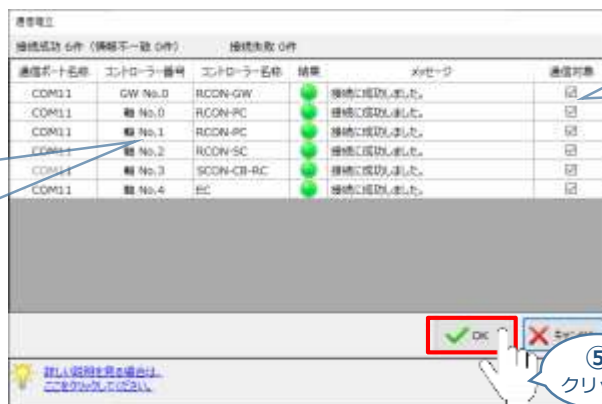 通信確立
接続成功 6件 (情報不一致 0件) 接続失敗 0件
通信ポート名称 コントローラー番号 コントローラー名称 結果 メッセージ 通信対象
COM11 GW No.0 RCON-GW 接続に成功しました。
COM11 軸 No.0 RCON-PC 接続に成功しました。
COM11 軸 No.1 RCON-PC 接続に成功しました。
COM11 軸 No.2 RCON-SC 接続に成功しました。
COM11 軸 No.3 SCON-CB-RC 接続に成功しました。
COM11 軸 No.4 EC 接続に成功しました。
OK
⑤
クリッ
詳しい説明を見る場合は、
ここをクリックしてください。